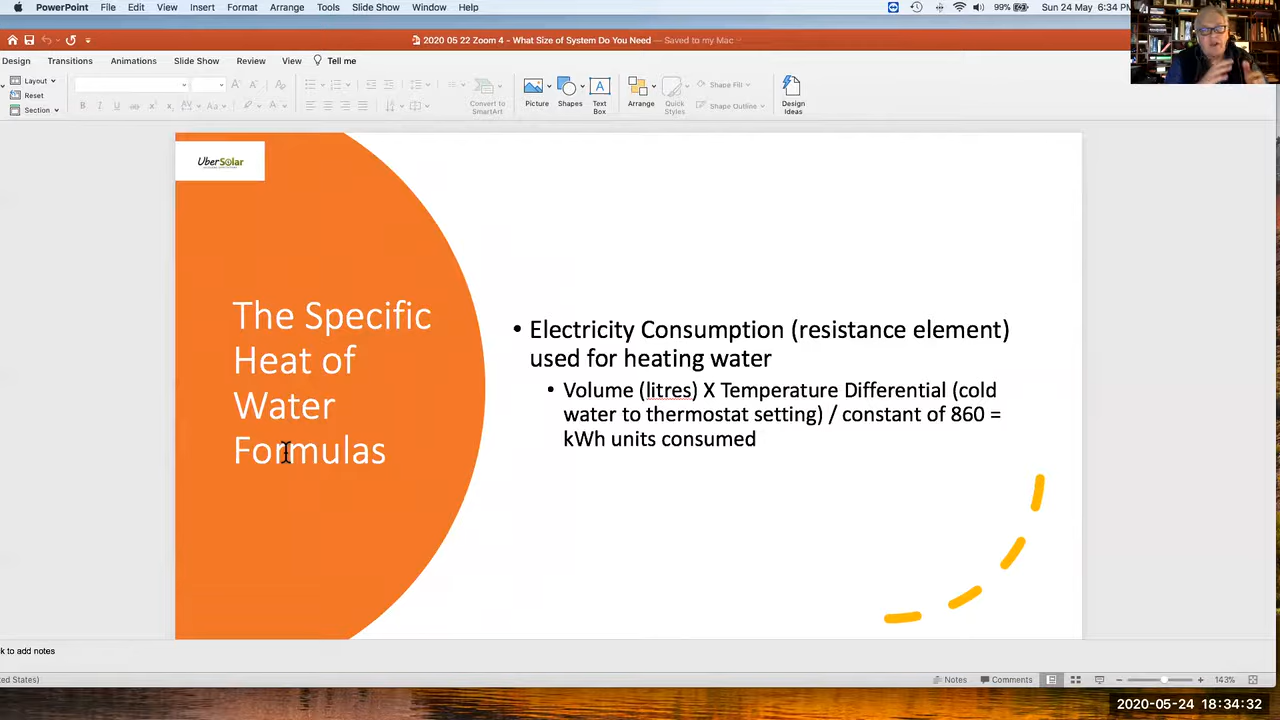 PowerPoint File Edit View Insert Format Arrange Tools Slide Show Window Help 99% Sun 24 May 6:34 PM
2020 05 22 Zoom 4 - What Size of System Do You Need — Saved to my Mac
Design Transitions Animations Slide Show Review View Tell me
Layout
Reset
Section
Convert to
SmartArt
Picture
Shapes
Text
Box
Arrange
Quick
Styles
Shape Fill
Shape Outline
Design
Ideas
UberSolar
The Specific
Heat of
Water
Formulas
• Electricity Consumption (resistance element)
used for heating water
• Volume (litres) X Temperature Differential (cold
water to thermostat setting) / constant of 860 =
kWh units consumed
k to add notes
ed States)
Notes Comments 143%
2020-05-24 18:34:32